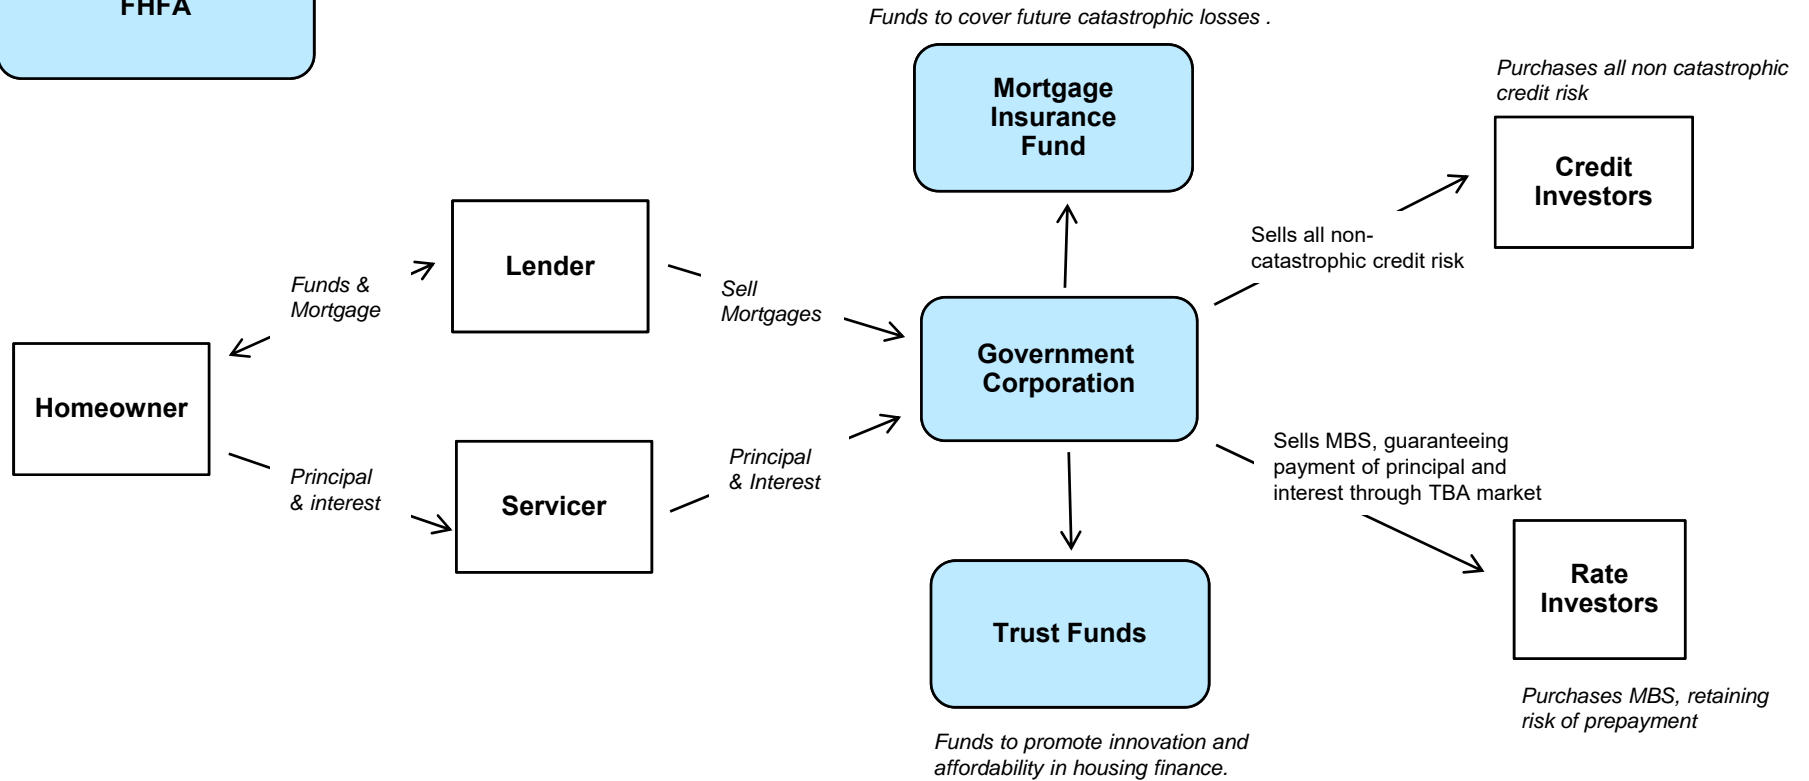 FHFA
Funds to cover future catastrophic losses .
Mortgage
Insurance
Fund
Purchases all non catastrophic
credit risk
Credit
Investors
Sells all non-
catastrophic credit risk
Lender
Funds &
Mortgage
Sell
Mortgages
Government
Corporation
Homeowner
Principal
& interest
Servicer
Principal
& Interest
Sells MBS, guaranteeing
payment of principal and
interest through TBA market
Rate
Investors
Purchases MBS, retaining
risk of prepayment
Trust Funds
Funds to promote innovation and
affordability in housing finance.